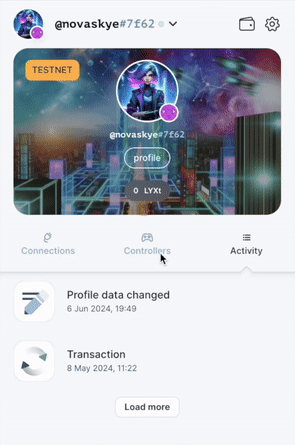 @novaskye#7f62
TESTNET
@novaskye#7f62
profile
0 LYXt
Connections
Controllers
Activity
Profile data changed
6 Jun 2024, 19:49
Transaction
8 May 2024, 11:22
Load more